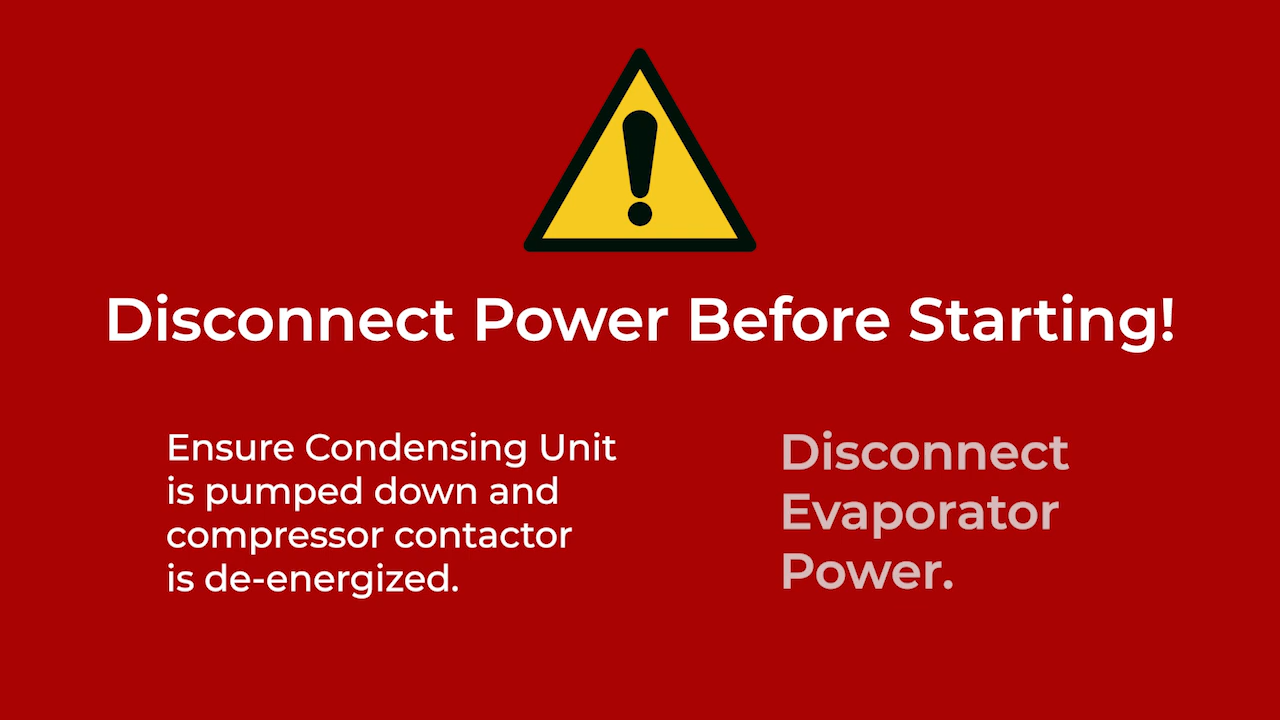 Disconnect Power Before Starting!
Ensure Condensing Unit
is pumped down and
compressor contactor
is de-energized.
Disconnect
Evaporator
Power.